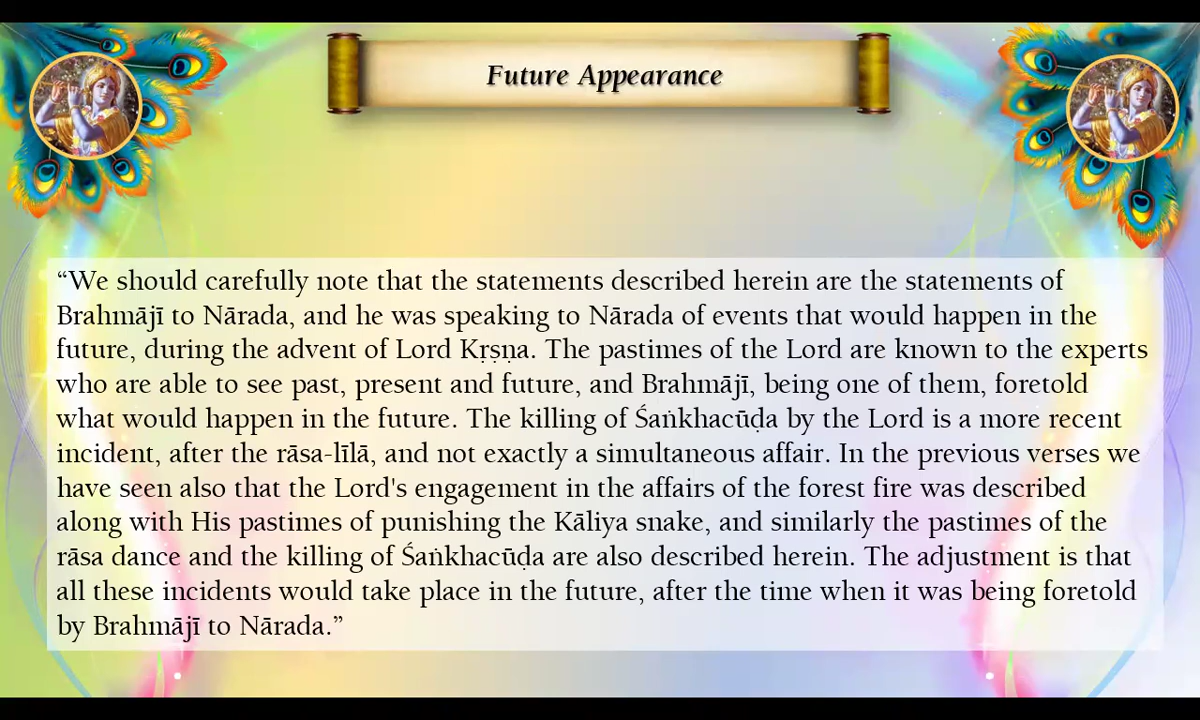 Future Appearance
“We should carefully note that the statements described herein are the statements of
Brahmājī to Nārada, and he was speaking to Nārada of events that would happen in the
future, during the advent of Lord Kṛṣṇa. The pastimes of the Lord are known to the experts
who are able to see past, present and future, and Brahmājī, being one of them, foretold
what would happen in the future. The killing of Śaṅkhacūḍa by the Lord is a more recent
incident, after the rāsa-līlā, and not exactly a simultaneous affair. In the previous verses we
have seen also that the Lord's engagement in the affairs of the forest fire was described
along with His pastimes of punishing the Kāliya snake, and similarly the pastimes of the
rāsa dance and the killing of Śaṅkhacūḍa are also described herein. The adjustment is that
all these incidents would take place in the future, after the time when it was being foretold
by Brahmājī to Nārada.”